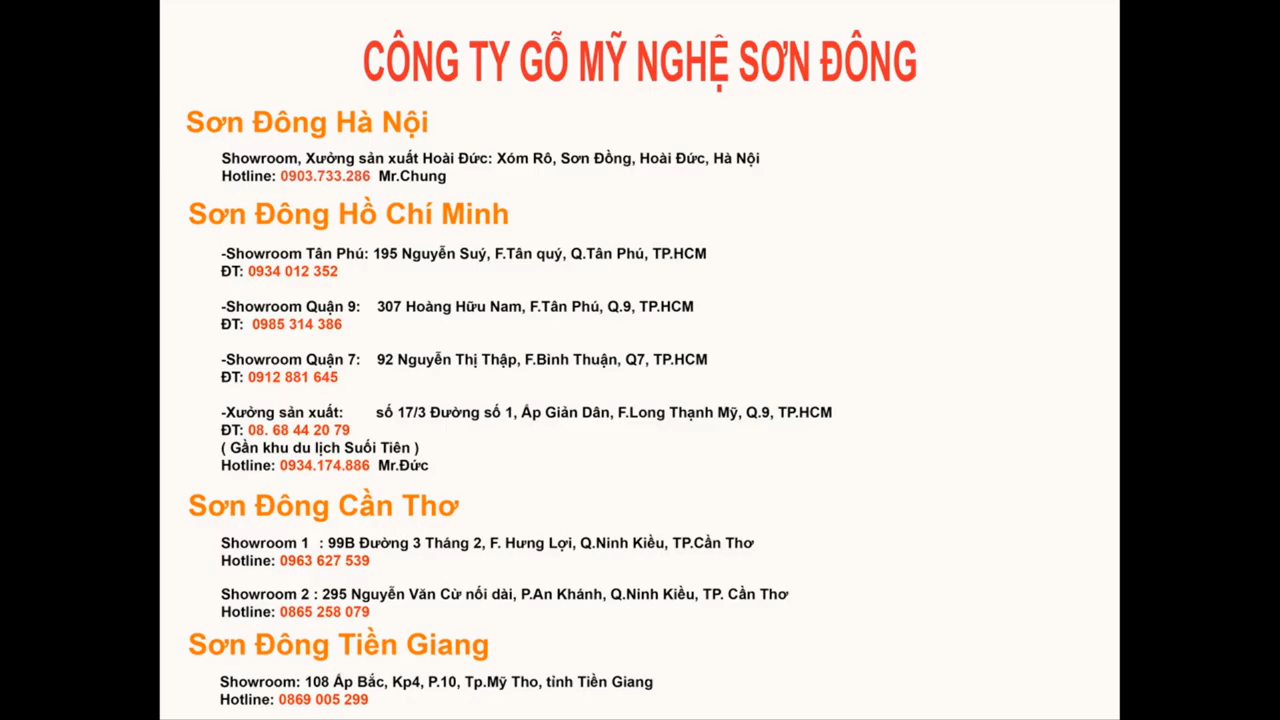 CÔNG TY GỖ MỸ NGHỆ SƠN ĐÔNG
Sơn Đông Hà Nội
Showroom, Xưởng sản xuất Hoài Đức: Xóm Rô, Sơn Đồng, Hoài Đức, Hà Nội
Hotline: 0903.733.286 Mr.Chung
Sơn Đông Hồ Chí Minh
-Showroom Tân Phú: 195 Nguyễn Suý, F.Tân quý, Q.Tân Phú, TP.HCM
ĐT: 0934 012 352
-Showroom Quận 9: 307 Hoàng Hữu Nam, F.Tân Phú, Q.9, TP.HCM
ĐT: 0985 314 386
-Showroom Quận 7: 92 Nguyễn Thị Thập, F.Bình Thuận, Q7, TP.HCM
ĐT: 0912 881 645
-Xưởng sản xuất: số 17/3 Đường số 1, Ấp Giản Dân, F.Long Thạnh Mỹ, Q.9, TP.HCM
ĐT: 08. 68 44 20 79
( Gần khu du lịch Suối Tiên )
Hotline: 0934.174.886 Mr.Đức
Sơn Đông Cần Thơ
Showroom 1 : 99B Đường 3 Tháng 2, F. Hưng Lợi, Q.Ninh Kiều, TP.Cần Thơ
Hotline: 0963 627 539
Showroom 2 : 295 Nguyễn Văn Cừ nối dài, P.An Khánh, Q.Ninh Kiều, TP. Cần Thơ
Hotline: 0865 258 079
Sơn Đông Tiền Giang
Showroom: 108 Ấp Bắc, Kp4, P.10, Tp.Mỹ Tho, tỉnh Tiền Giang
Hotline: 0869 005 299